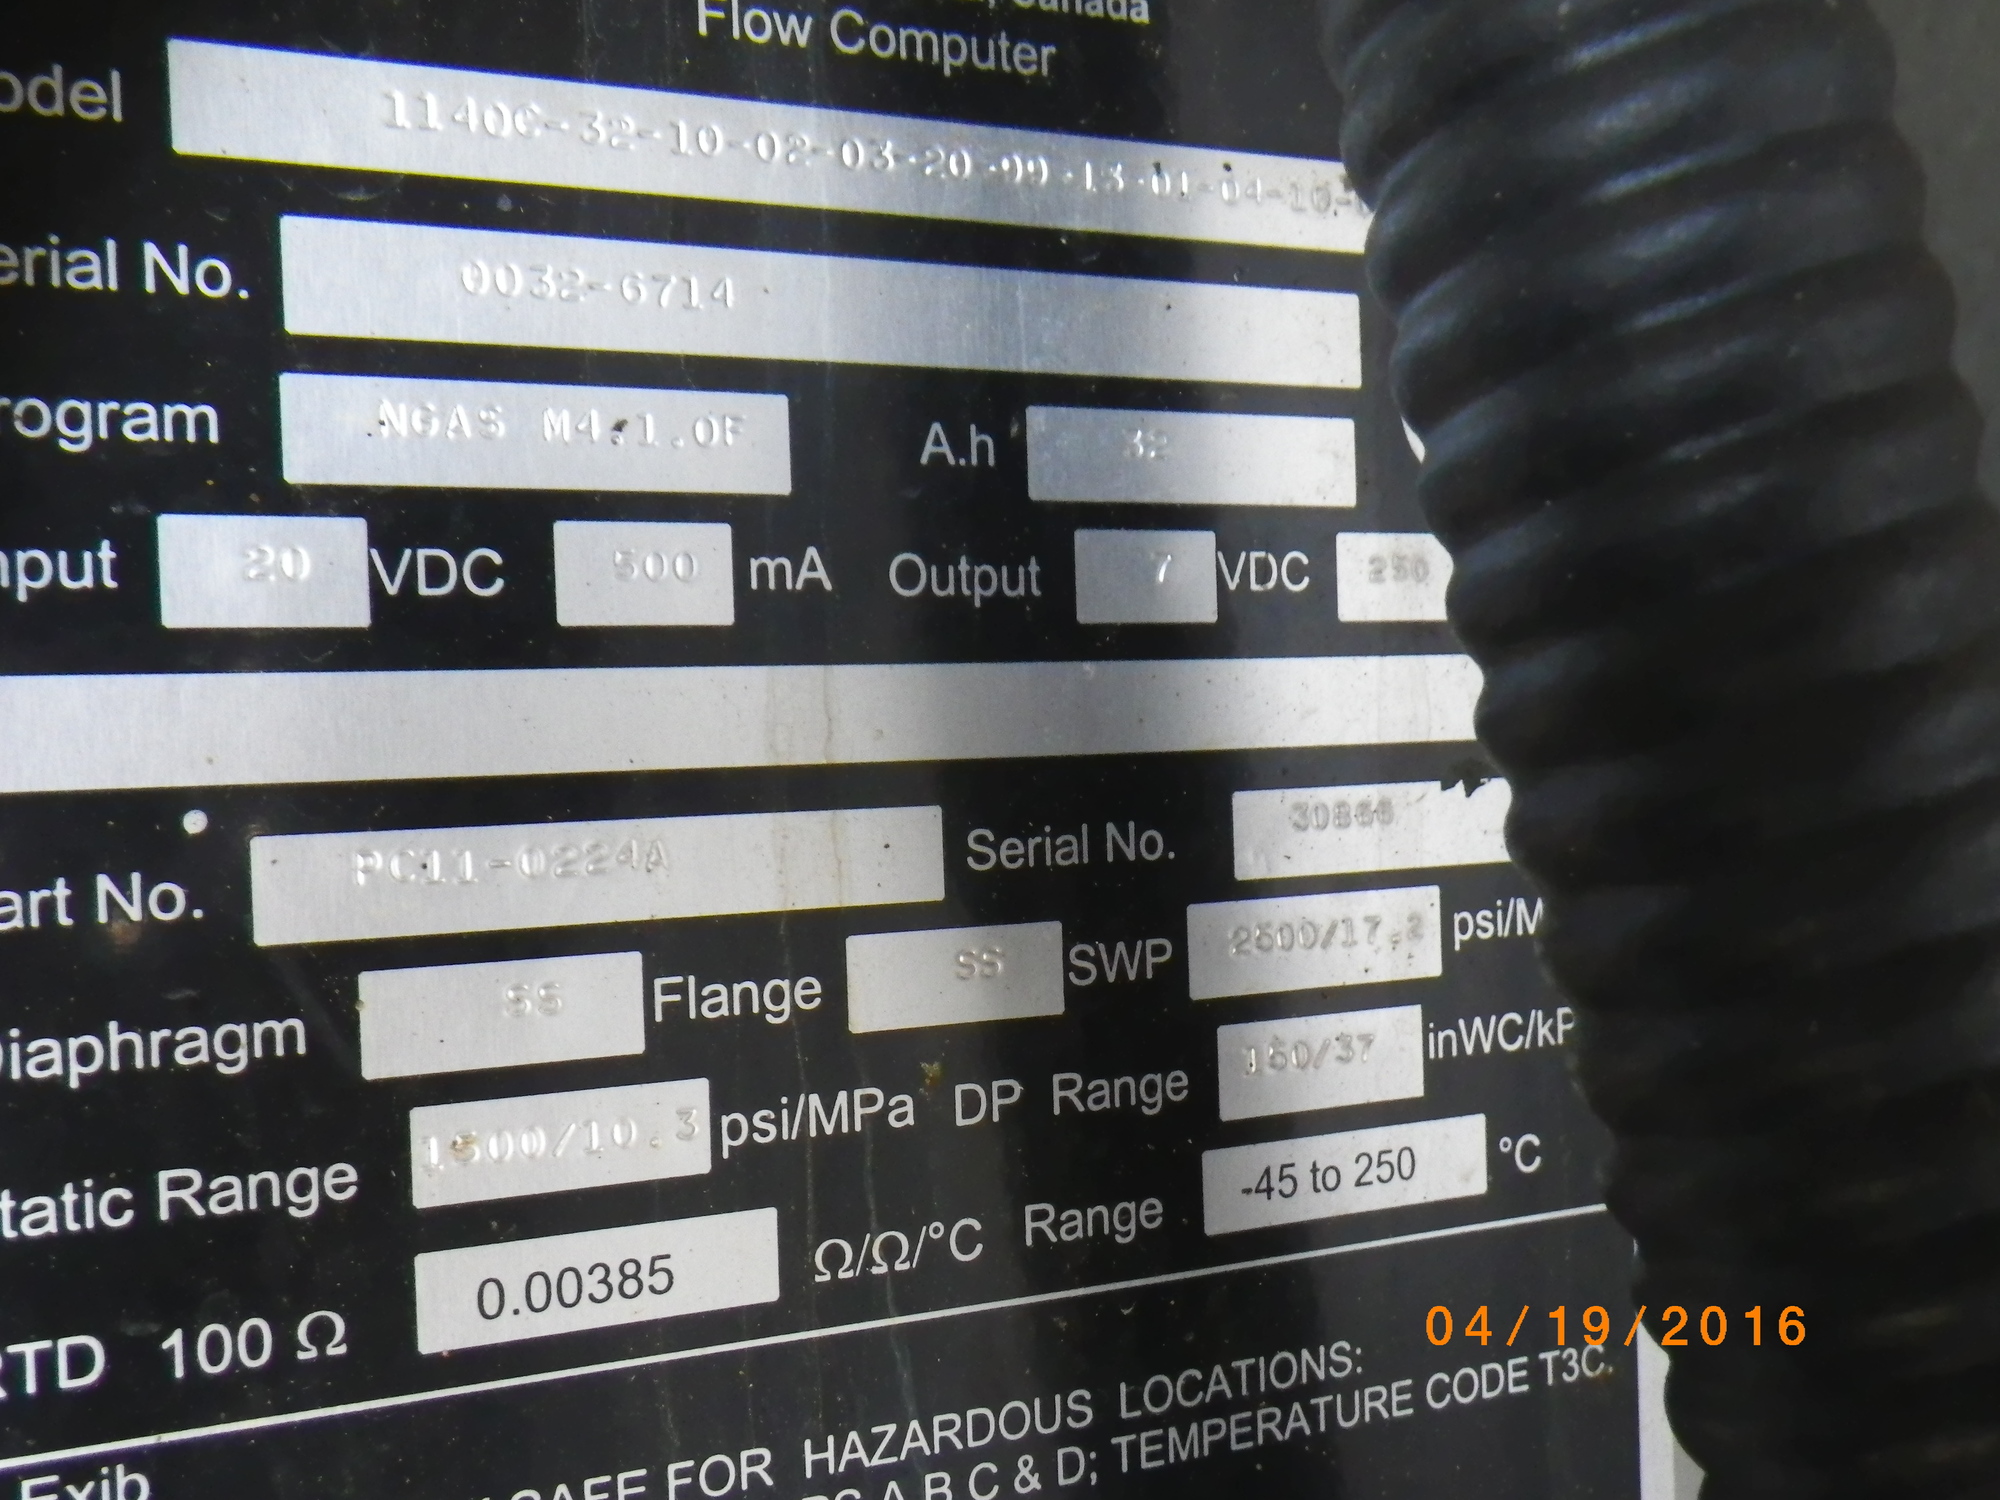 Canada
Flow Computer
odel 1140C-32-10-02-03-20-99-13-01-04-10-
erial No. 0032-6714
rogram NGAS M4.1.0F A.h 32
nput 20 VDC 500 mA Output 7 VDC 250
art No. PC11-0224A Serial No. 30866
Diaphragm SS Flange SS SWP 2500/17.2 psi/M
tatic Range 1500/10.3 psi/MPa DP Range 150/37 inWC/kP
RTD 100 Ω 0.00385 Ω/Ω/°C Range -45 to 250 °C
04/19/2016
Exib SAFE FOR HAZARDOUS LOCATIONS:
A B C & D; TEMPERATURE CODE T3C.